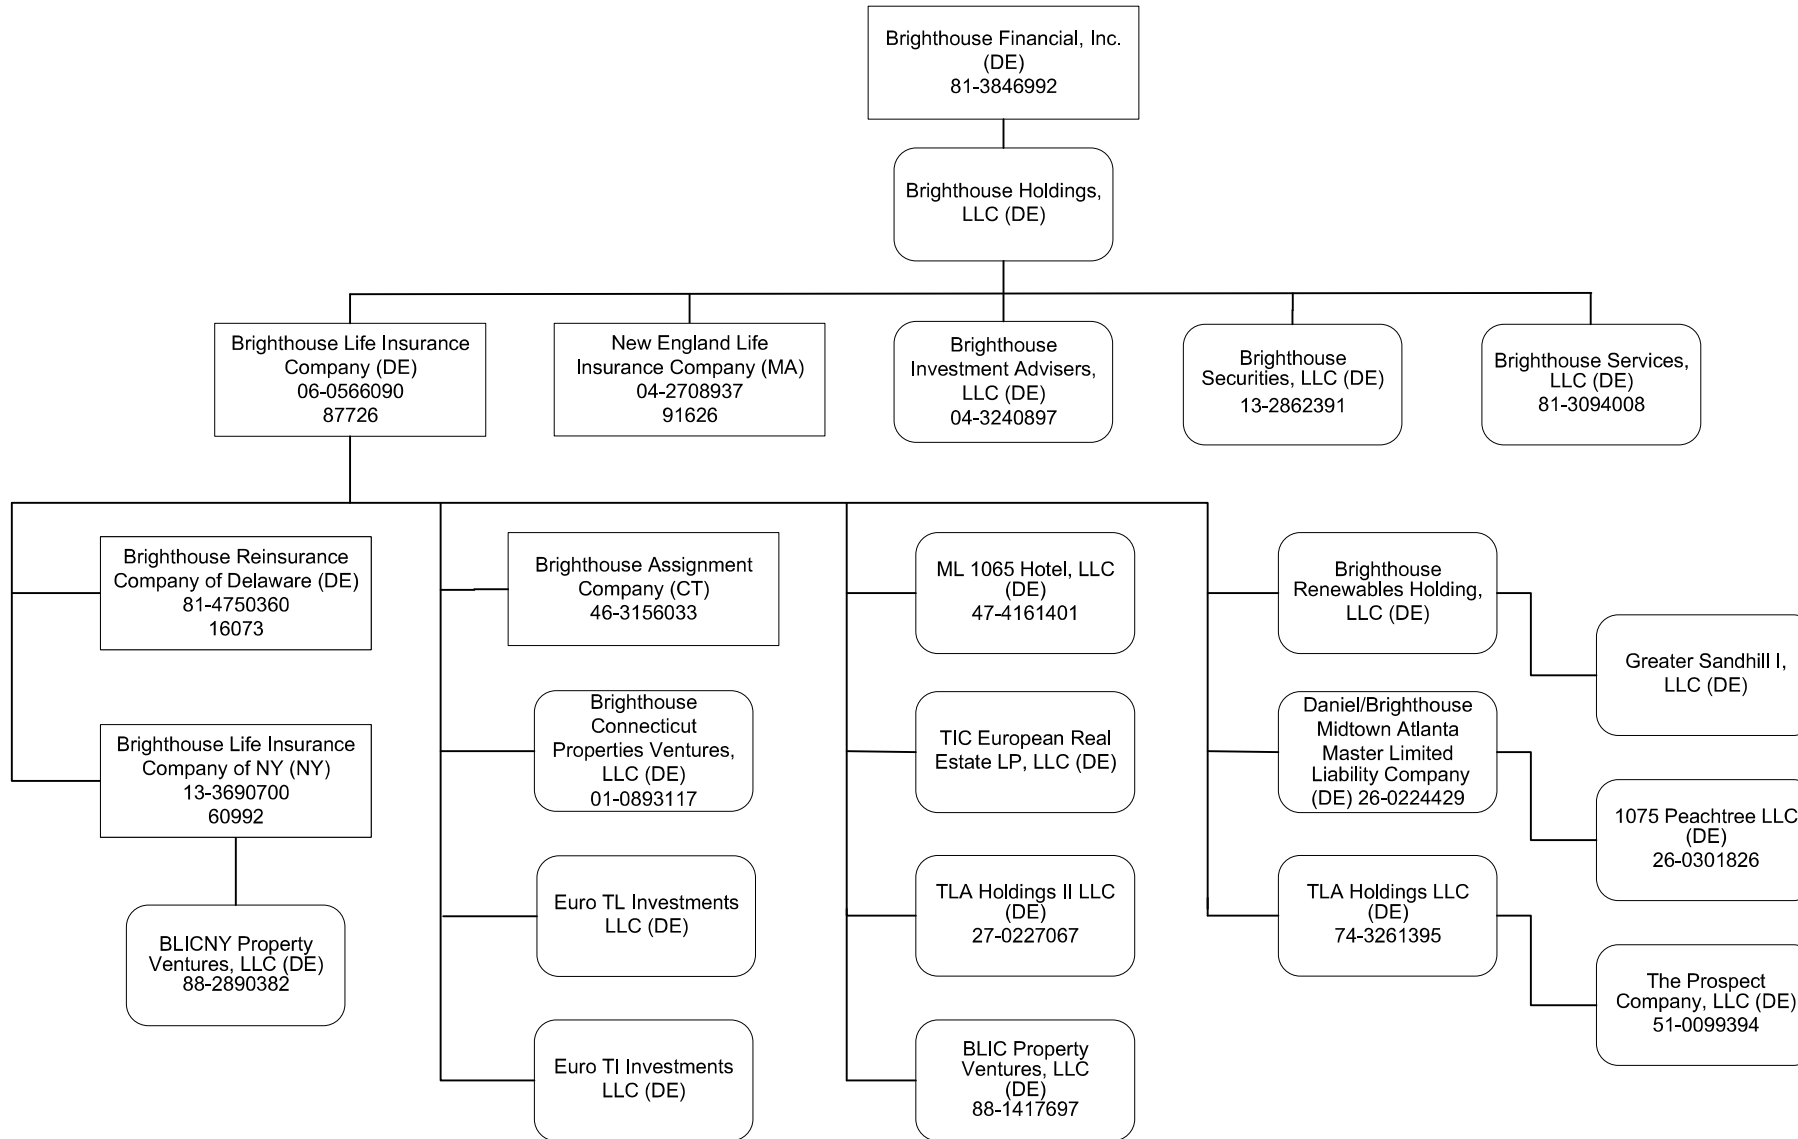 Brighthouse Financial, Inc.
(DE)
81-3846992
Brighthouse Holdings,
LLC (DE)
Brighthouse Life Insurance
Company (DE)
06-0566090
87726
New England Life
Insurance Company (MA)
04-2708937
91626
Brighthouse
Investment Advisers,
LLC (DE)
04-3240897
Brighthouse
Securities, LLC (DE)
13-2862391
Brighthouse Services,
LLC (DE)
81-3094008
Brighthouse Reinsurance
Company of Delaware (DE)
81-4750360
16073
Brighthouse Assignment
Company (CT)
46-3156033
ML 1065 Hotel, LLC
(DE)
47-4161401
Brighthouse
Renewables Holding,
LLC (DE)
Greater Sandhill I,
LLC (DE)
Brighthouse Life Insurance
Company of NY (NY)
13-3690700
60992
Brighthouse
Connecticut
Properties Ventures,
LLC (DE)
01-0893117
TIC European Real
Estate LP, LLC (DE)
Daniel/Brighthouse
Midtown Atlanta
Master Limited
Liability Company
(DE) 26-0224429
1075 Peachtree LLC
(DE)
26-0301826
BLICNY Property
Ventures, LLC (DE)
88-2890382
Euro TL Investments
LLC (DE)
TLA Holdings II LLC
(DE)
27-0227067
TLA Holdings LLC
(DE)
74-3261395
The Prospect
Company, LLC (DE)
51-0099394
Euro TI Investments
LLC (DE)
BLIC Property
Ventures, LLC
(DE)
88-1417697